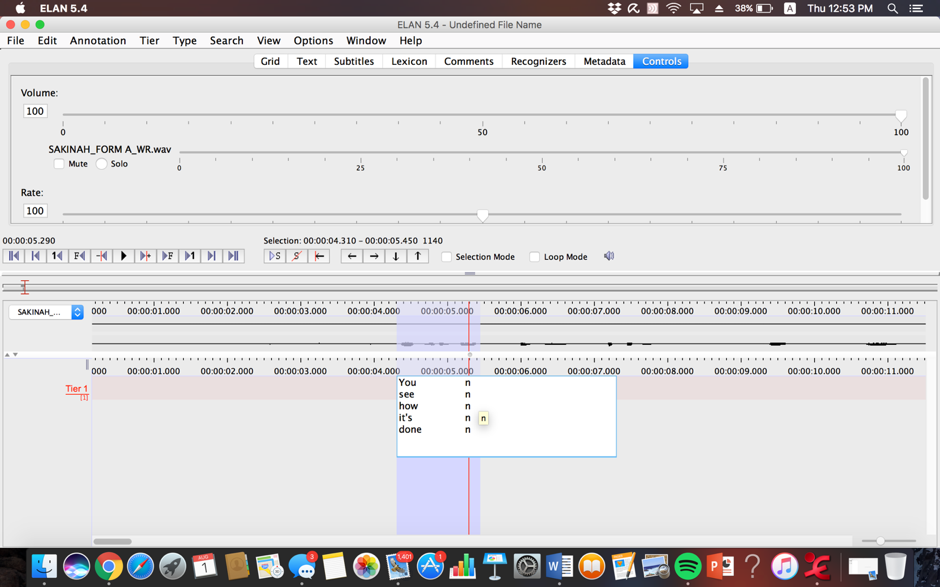 ELAN 5.4
38%
A
Thu 12:53 PM
ELAN 5.4 - Undefined File Name
File Edit Annotation Tier Type Search View Options Window Help
Grid Text Subtitles Lexicon Comments Recognizers Metadata Controls
Volume:
100
0 50 100
SAKINAH_FORM A_WR.wav
Mute Solo
0 25 50 75 100
Rate:
100
00:00:05.290
Selection: 00:00:04.310 - 00:00:05.450 1140
1 F F 1 S S Selection Mode Loop Mode
SAKINAH_...
000 00:00:01.000 00:00:02.000 00:00:03.000 00:00:04.000 00:00:05.000 00:00:06.000 00:00:07.000 00:00:08.000 00:00:09.000 00:00:10.000 00:00:11.000
000 00:00:01.000 00:00:02.000 00:00:03.000 00:00:04.000 00:00:05.000 00:00:06.000 00:00:07.000 00:00:08.000 00:00:09.000 00:00:10.000 00:00:11.000
Tier 1
[1]
You n
see n
how n
it's n n
done n
AUG
1
3
1,401
1
W
P
?